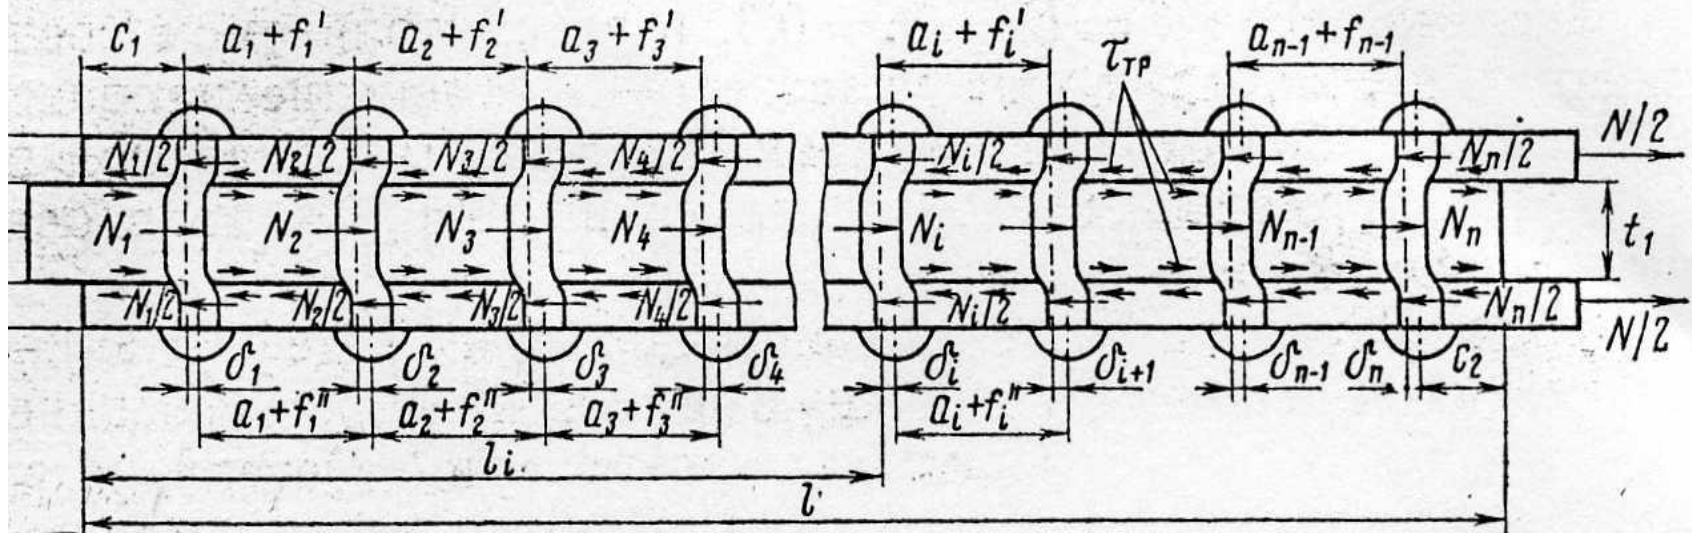 c₁ a₁+f₁' a₂+f₂' a₃+f₃' aᵢ+fᵢ' τтр aₙ₋₁+fₙ₋₁
N/2
N₁/2 N₂/2 N₃/2 N₄/2 Nᵢ/2 Nₙ/2
N₁ N₂ N₃ N₄ Nᵢ Nₙ₋₁ Nₙ t₁
N₁/2 N₂/2 N₃/2 N₄/2 Nᵢ/2 Nₙ/2
N/2
δ₁ δ₂ δ₃ δ₄ δᵢ δᵢ₊₁ δₙ₋₁ δₙ c₂
a₁+f₁" a₂+f₂" a₃+f₃" aᵢ+fᵢ"
lᵢ
l